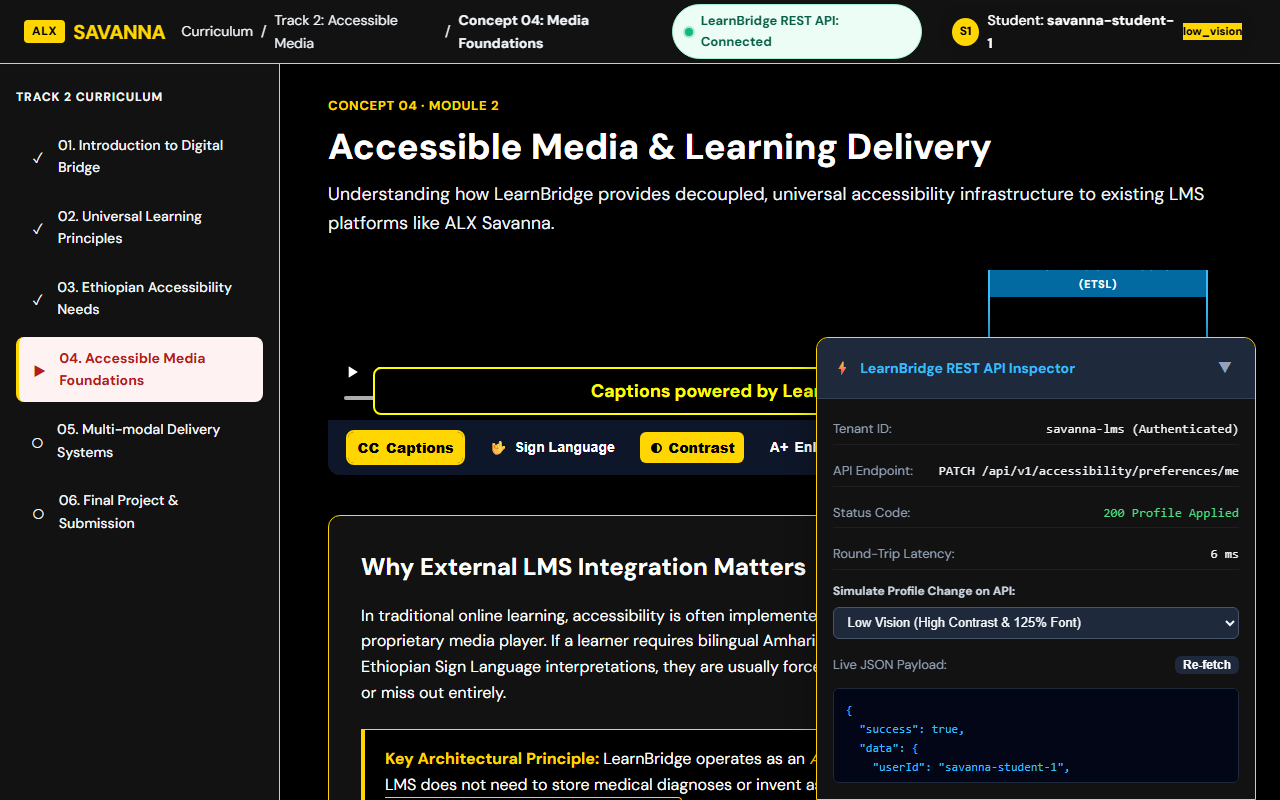 ALX SAVANNA
Curriculum / Track 2: Accessible Media / Concept 04: Media Foundations
LearnBridge REST API: Connected
S1 Student: savanna-student-1 low_vision
TRACK 2 CURRICULUM
✓ 01. Introduction to Digital
Bridge
✓ 02. Universal Learning
Principles
✓ 03. Ethiopian Accessibility
Needs
▶ 04. Accessible Media
Foundations
○ 05. Multi-modal Delivery
Systems
○ 06. Final Project &
Submission
CONCEPT 04 · MODULE 2
Accessible Media & Learning Delivery
Understanding how LearnBridge provides decoupled, universal accessibility infrastructure to existing LMS
platforms like ALX Savanna.
(ETSL)
Captions powered by
CC Captions
🤟 Sign Language
◐ Contrast
A+
Why External LMS Integration Matters
In traditional online learning, accessibility is often
proprietary media player. If a learner requires bilingual
Ethiopian Sign Language interpretations, they are usually
or miss out entirely.
Key Architectural Principle: LearnBridge operates as an
LMS does not need to store medical diagnoses or invent
⚡ LearnBridge REST API Inspector ▼
Tenant ID: savanna-lms (Authenticated)
API Endpoint: PATCH /api/v1/accessibility/preferences/me
Status Code: 200 Profile Applied
Round-Trip Latency: 6 ms
Simulate Profile Change on API:
Low Vision (High Contrast & 125% Font)
Live JSON Payload: Re-fetch
{
"success": true,
"data": {
"userId": "savanna-student-1",